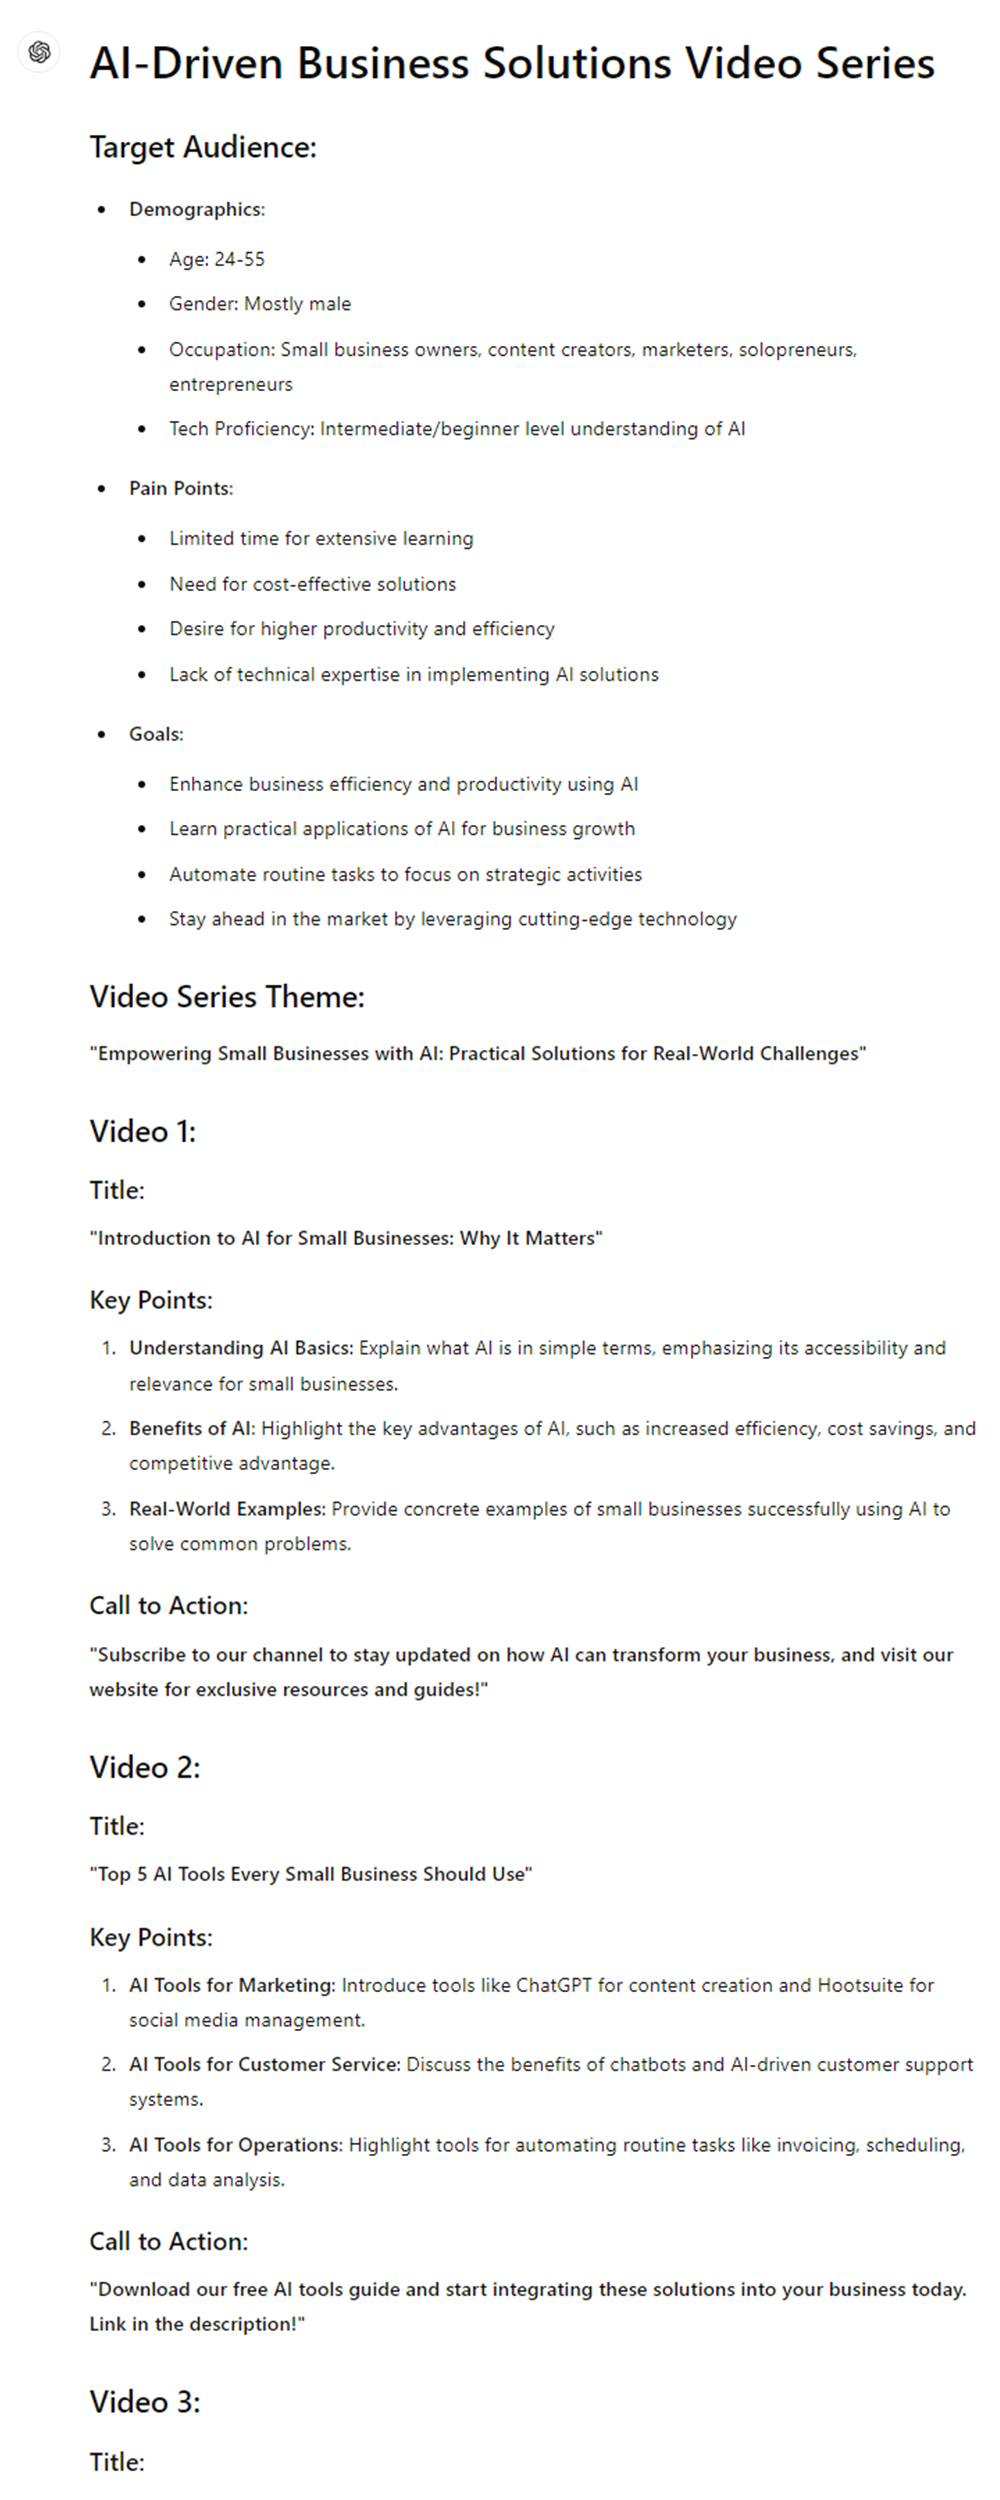 AI-Driven Business Solutions Video Series
Target Audience:
• Demographics:
• Age: 24-55
• Gender: Mostly male
• Occupation: Small business owners, content creators, marketers, solopreneurs,
entrepreneurs
• Tech Proficiency: Intermediate/beginner level understanding of AI
• Pain Points:
• Limited time for extensive learning
• Need for cost-effective solutions
• Desire for higher productivity and efficiency
• Lack of technical expertise in implementing AI solutions
• Goals:
• Enhance business efficiency and productivity using AI
• Learn practical applications of AI for business growth
• Automate routine tasks to focus on strategic activities
• Stay ahead in the market by leveraging cutting-edge technology
Video Series Theme:
"Empowering Small Businesses with AI: Practical Solutions for Real-World Challenges"
Video 1:
Title:
"Introduction to AI for Small Businesses: Why It Matters"
Key Points:
1. Understanding AI Basics: Explain what AI is in simple terms, emphasizing its accessibility and
relevance for small businesses.
2. Benefits of AI: Highlight the key advantages of AI, such as increased efficiency, cost savings, and
competitive advantage.
3. Real-World Examples: Provide concrete examples of small businesses successfully using AI to
solve common problems.
Call to Action:
"Subscribe to our channel to stay updated on how AI can transform your business, and visit our
website for exclusive resources and guides!"
Video 2:
Title:
"Top 5 AI Tools Every Small Business Should Use"
Key Points:
1. AI Tools for Marketing: Introduce tools like ChatGPT for content creation and Hootsuite for
social media management.
2. AI Tools for Customer Service: Discuss the benefits of chatbots and AI-driven customer support
systems.
3. AI Tools for Operations: Highlight tools for automating routine tasks like invoicing, scheduling,
and data analysis.
Call to Action:
"Download our free AI tools guide and start integrating these solutions into your business today.
Link in the description!"
Video 3:
Title: